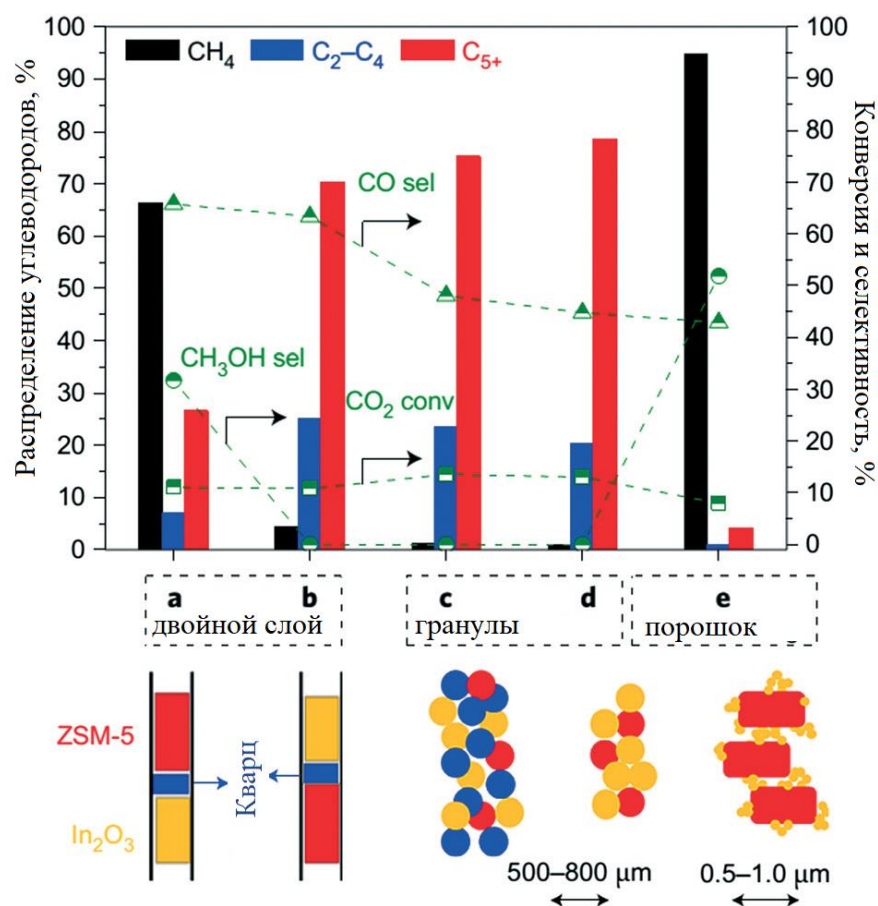 Распределение углеводородов, %
100
90
80
70
60
50
40
30
20
10
0
CH₄ C₂–C₄ C₅₊
CO sel
CH₃OH sel
CO₂ conv
100
90
80
70
60
50
40
30
20
10
0
Конверсия и селективность, %
a b c d e
двойной слой гранулы порошок
ZSM-5
Кварц
In₂O₃
500–800 µm 0.5–1.0 µm